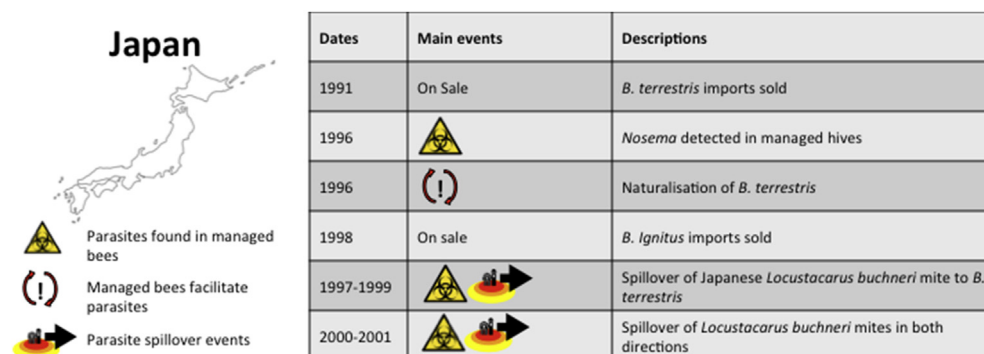 Japan
Parasites found in managed
bees
Managed bees facilitate
parasites
Parasite spillover events
Dates Main events Descriptions
1991 On Sale B. terrestris imports sold
1996 Nosema detected in managed hives
1996 Naturalisation of B. terrestris
1998 On sale B. Ignitus imports sold
1997-1999 Spillover of Japanese Locustacarus buchneri mite to B.
terrestris
2000-2001 Spillover of Locustacarus buchneri mites in both
directions